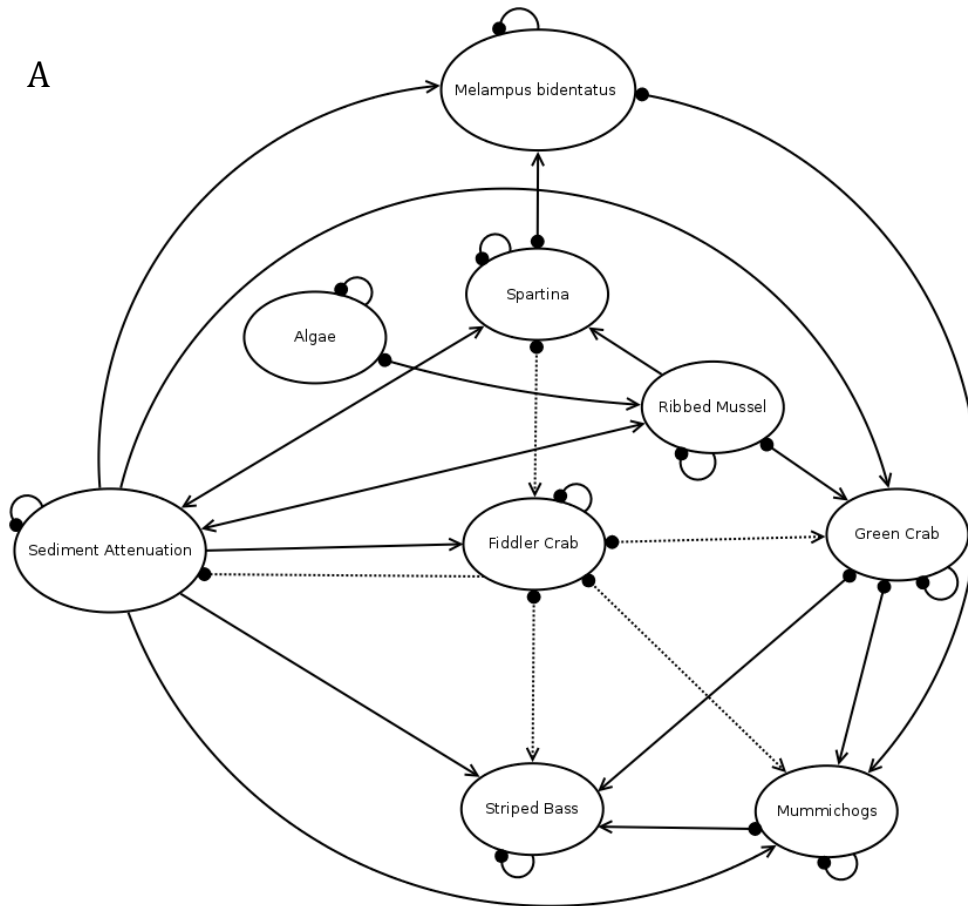 A
Melampus bidentatus
Spartina
Algae
Ribbed Mussel
Sediment Attenuation
Fiddler Crab
Green Crab
Striped Bass
Mummichogs